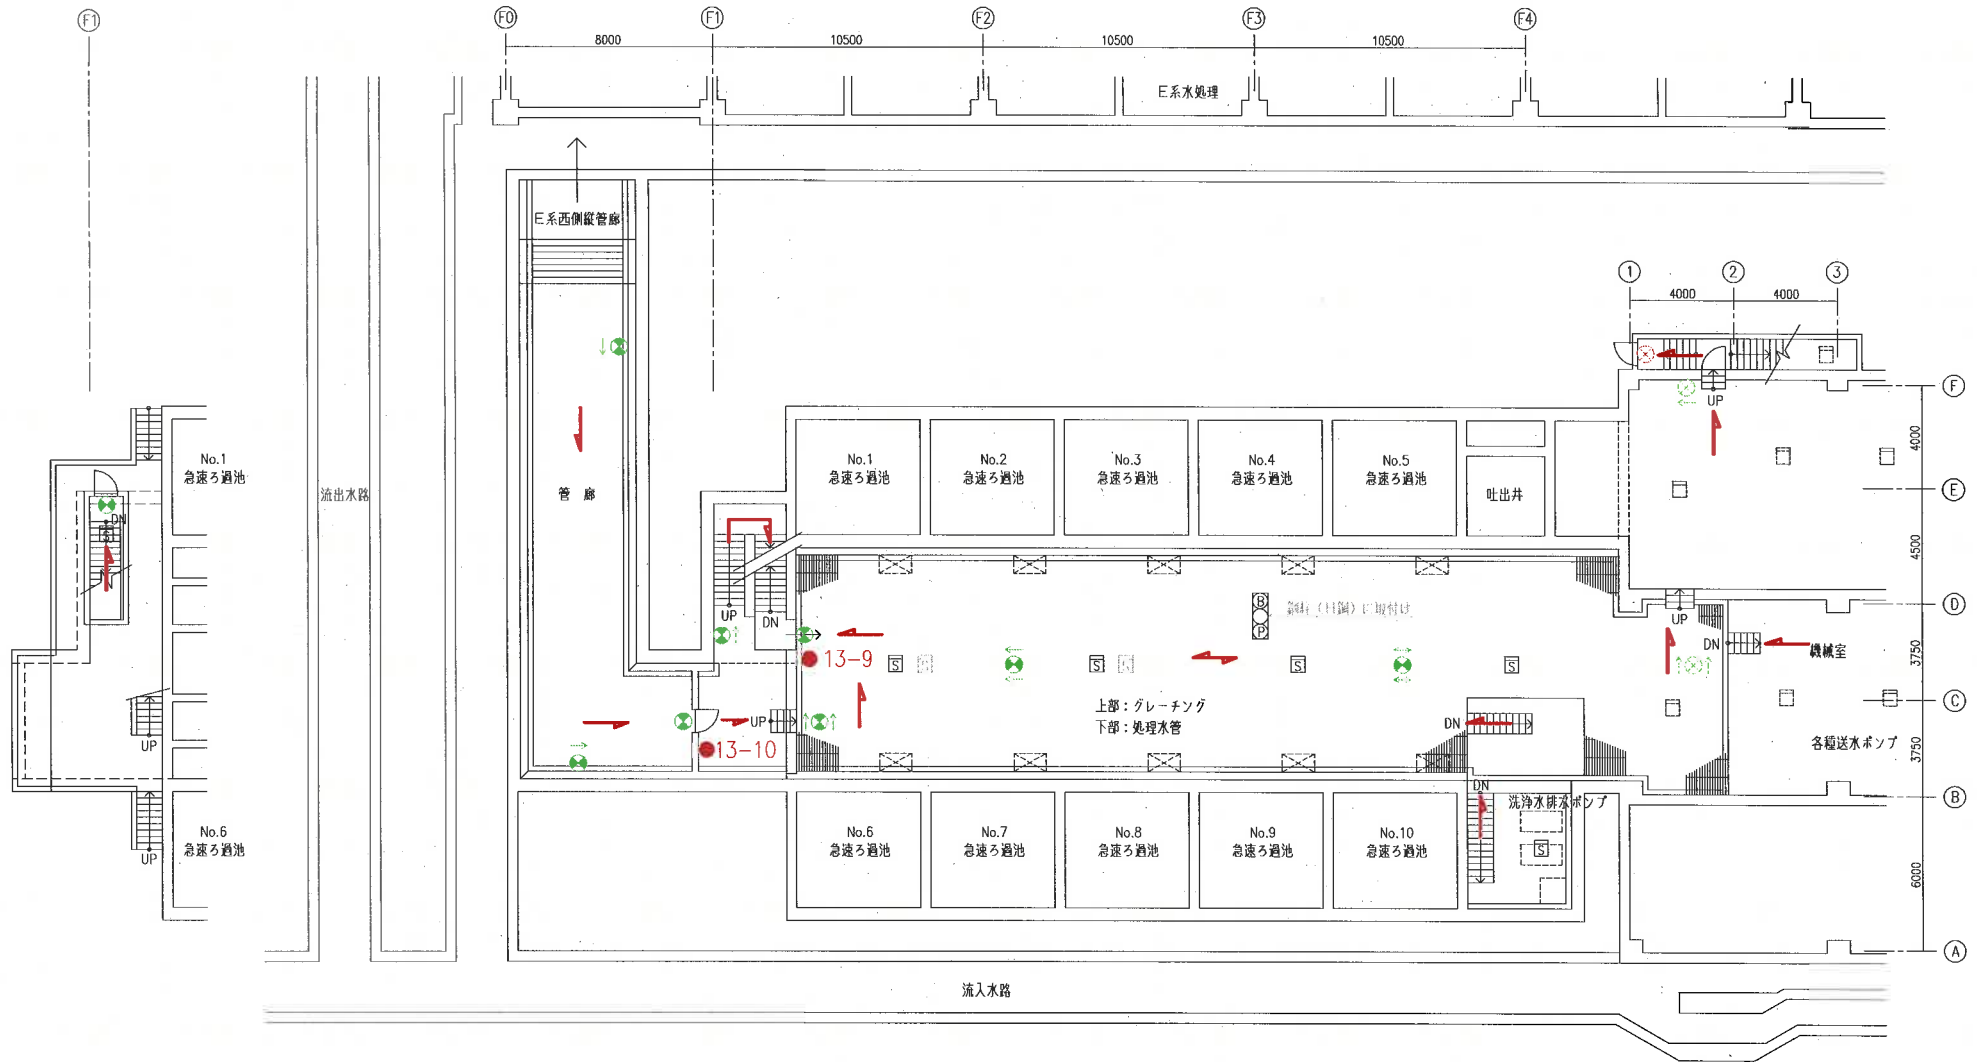 F1
F0
F1
F2
F3
F4
8000
10500
10500
10500
E系水処理
E系西側縦管廊
1
2
3
4000
4000
UP
F
4000
E
4500
D
3750
C
3750
B
6000
A
No.1
急速ろ過池
DN
S
UP
No.6
急速ろ過池
UP
流出水路
管 廊
No.1
急速ろ過池
No.2
急速ろ過池
No.3
急速ろ過池
No.4
急速ろ過池
No.5
急速ろ過池
吐出井
UP
DN
B
P
13-9
S
S
S
S
UP
DN
機械室
上部：グレーチング
下部：処理水管
UP
13-10
DN
各種送水ポンプ
DN
洗浄水排水ポンプ
S
No.6
急速ろ過池
No.7
急速ろ過池
No.8
急速ろ過池
No.9
急速ろ過池
No.10
急速ろ過池
流入水路